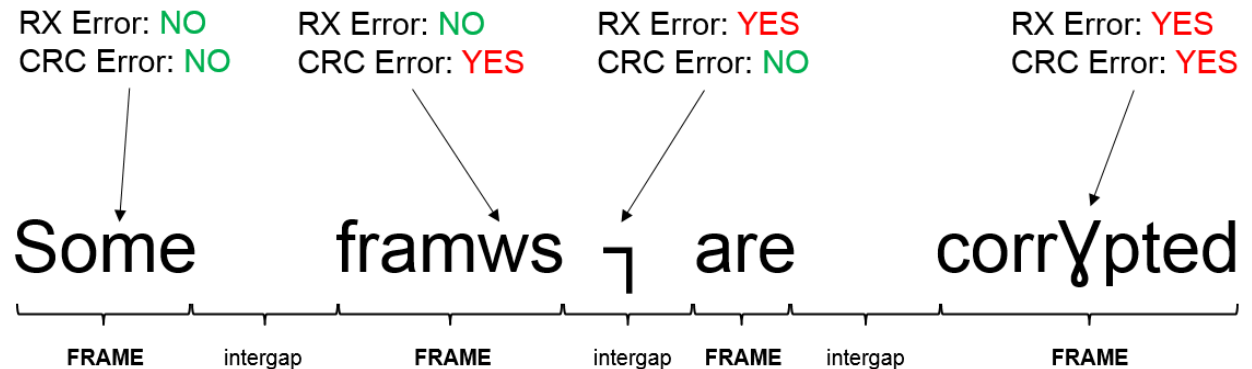 RX Error: NO
CRC Error: NO
RX Error: NO
CRC Error: YES
RX Error: YES
CRC Error: NO
RX Error: YES
CRC Error: YES
Some framws ┐ are corrɣpted
FRAME intergap FRAME intergap FRAME intergap FRAME